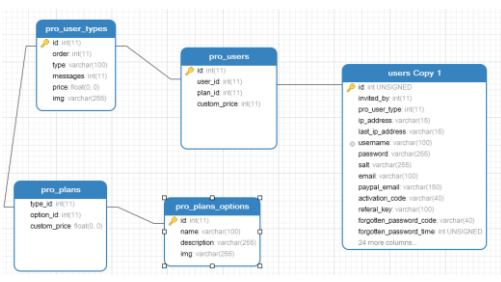 pro_user_types
id: int(11)
order: int(11)
type: varchar(100)
messages: int(11)
price: float(0, 0)
img: varchar(255)
pro_users
id: int(11)
user_id: int(11)
plan_id: int(11)
custom_price: int(11)
users Copy 1
id: int UNSIGNED
invited_by: int(11)
pro_user_type: int(11)
ip_address: varchar(15)
last_ip_address: varchar(15)
username: varchar(100)
password: varchar(255)
salt: varchar(255)
email: varchar(100)
paypal_email: varchar(150)
activation_code: varchar(40)
referal_key: varchar(100)
forgotten_password_code: varchar(40)
forgotten_password_time: int UNSIGNED
24 more columns...
pro_plans
type_id: int(11)
option_id: int(11)
custom_price: float(0, 0)
pro_plans_options
id: int(11)
name: varchar(100)
description: varchar(255)
img: varchar(255)